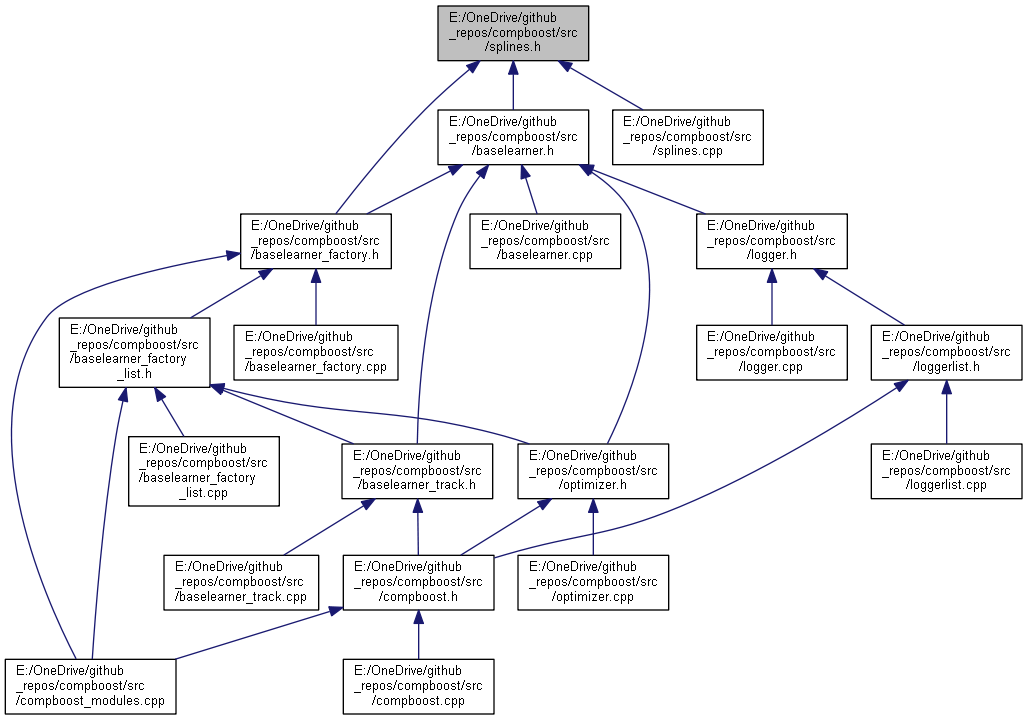 E:/OneDrive/github
_repos/compboost/src
/splines.h
E:/OneDrive/github
_repos/compboost/src
/baselearner.h
E:/OneDrive/github
_repos/compboost/src
/splines.cpp
E:/OneDrive/github
_repos/compboost/src
/baselearner_factory.h
E:/OneDrive/github
_repos/compboost/src
/baselearner.cpp
E:/OneDrive/github
_repos/compboost/src
/logger.h
E:/OneDrive/github
_repos/compboost/src
/baselearner_factory
_list.h
E:/OneDrive/github
_repos/compboost/src
/baselearner_factory.cpp
E:/OneDrive/github
_repos/compboost/src
/logger.cpp
E:/OneDrive/github
_repos/compboost/src
/loggerlist.h
E:/OneDrive/github
_repos/compboost/src
/baselearner_factory
_list.cpp
E:/OneDrive/github
_repos/compboost/src
/baselearner_track.h
E:/OneDrive/github
_repos/compboost/src
/optimizer.h
E:/OneDrive/github
_repos/compboost/src
/loggerlist.cpp
E:/OneDrive/github
_repos/compboost/src
/baselearner_track.cpp
E:/OneDrive/github
_repos/compboost/src
/compboost.h
E:/OneDrive/github
_repos/compboost/src
/optimizer.cpp
E:/OneDrive/github
_repos/compboost/src
/compboost_modules.cpp
E:/OneDrive/github
_repos/compboost/src
/compboost.cpp